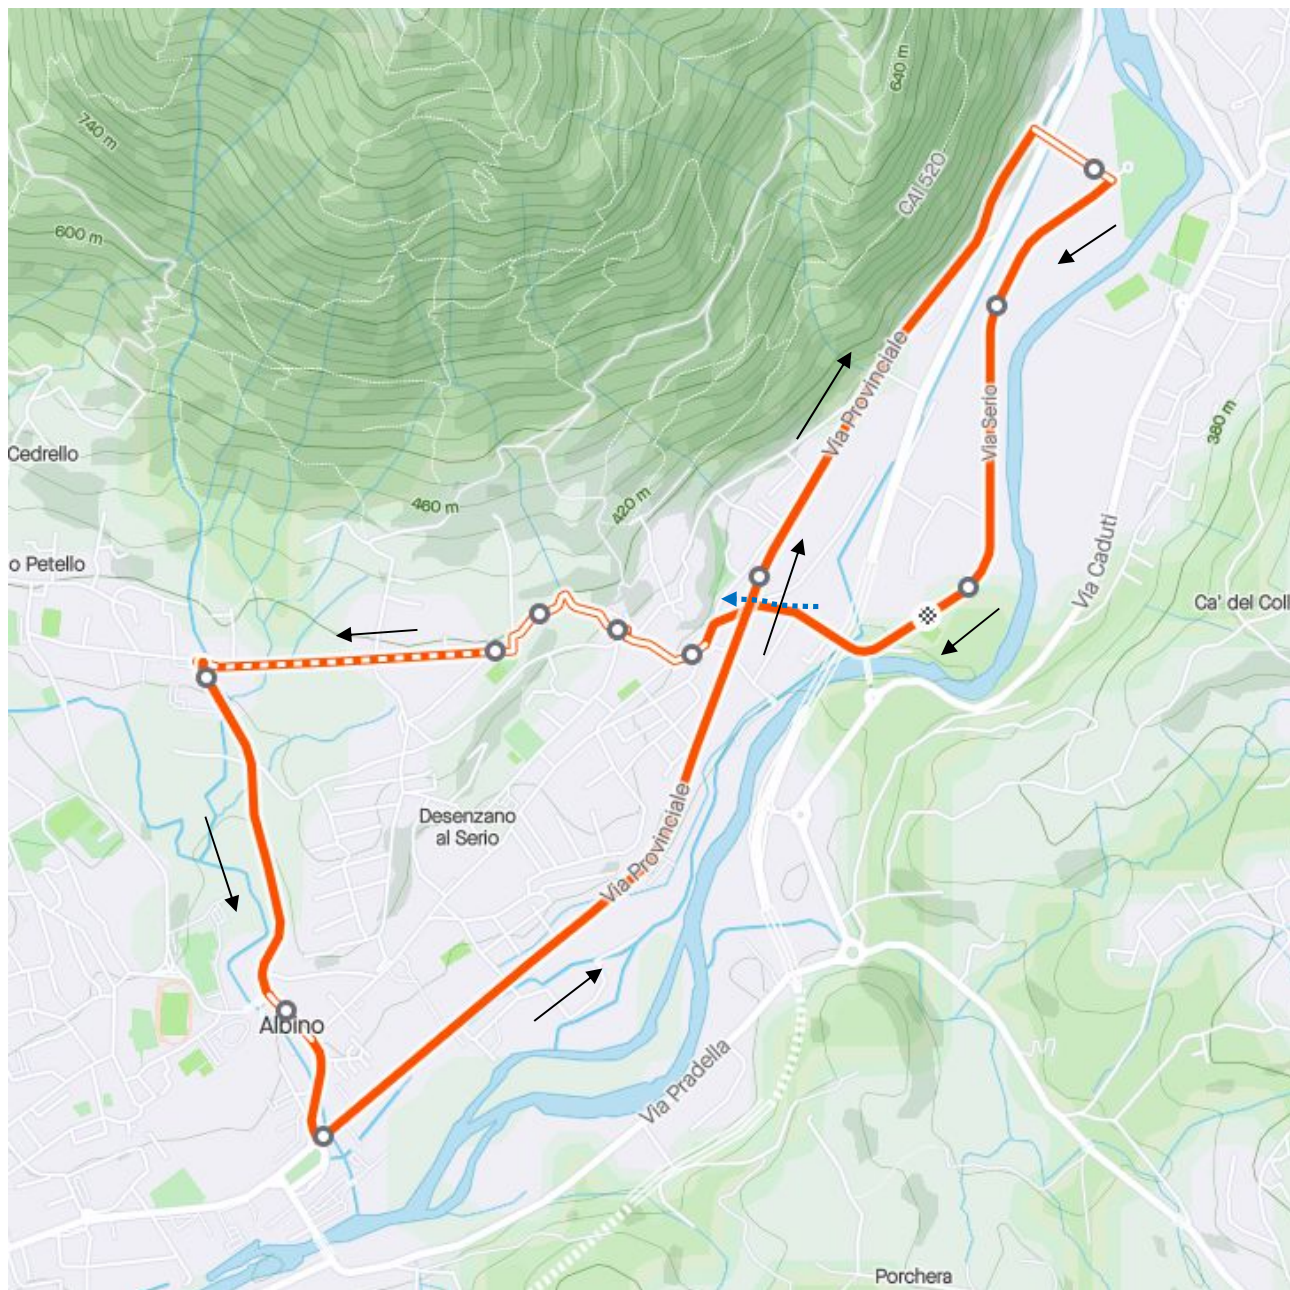 640 m
740 m
CAI 520
600 m
Via Provinciale
Via Serio
380 m
Cedrello
460 m
420 m
o Petello
Via Caduti
Ca' del Coll
Desenzano
al Serio
Via Provinciale
Albino
Via Pradella
Porchera